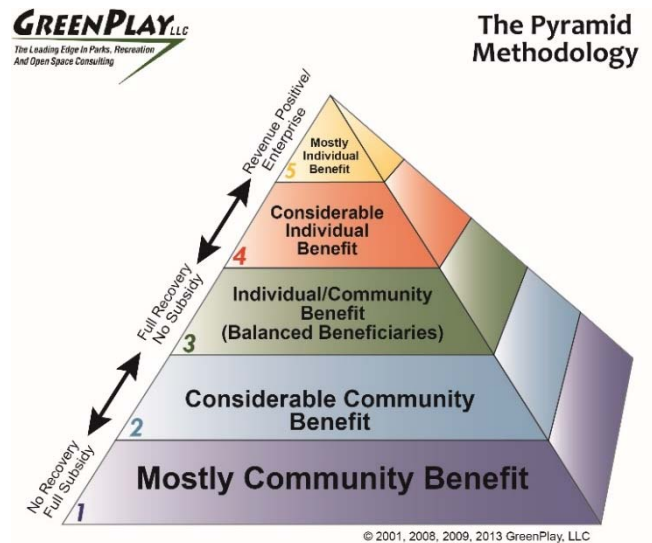 GREENPLAY LLC
The Leading Edge In Parks, Recreation
And Open Space Consulting
The Pyramid
Methodology
Revenue Positive/
Enterprise
Mostly
Individual
Benefit
5
Considerable
Individual
Benefit
4
Full Recovery
No Subsidy
Individual/Community
Benefit
(Balanced Beneficiaries)
3
Considerable Community
Benefit
2
No Recovery
Full Subsidy
Mostly Community Benefit
1
© 2001, 2008, 2009, 2013 GreenPlay, LLC